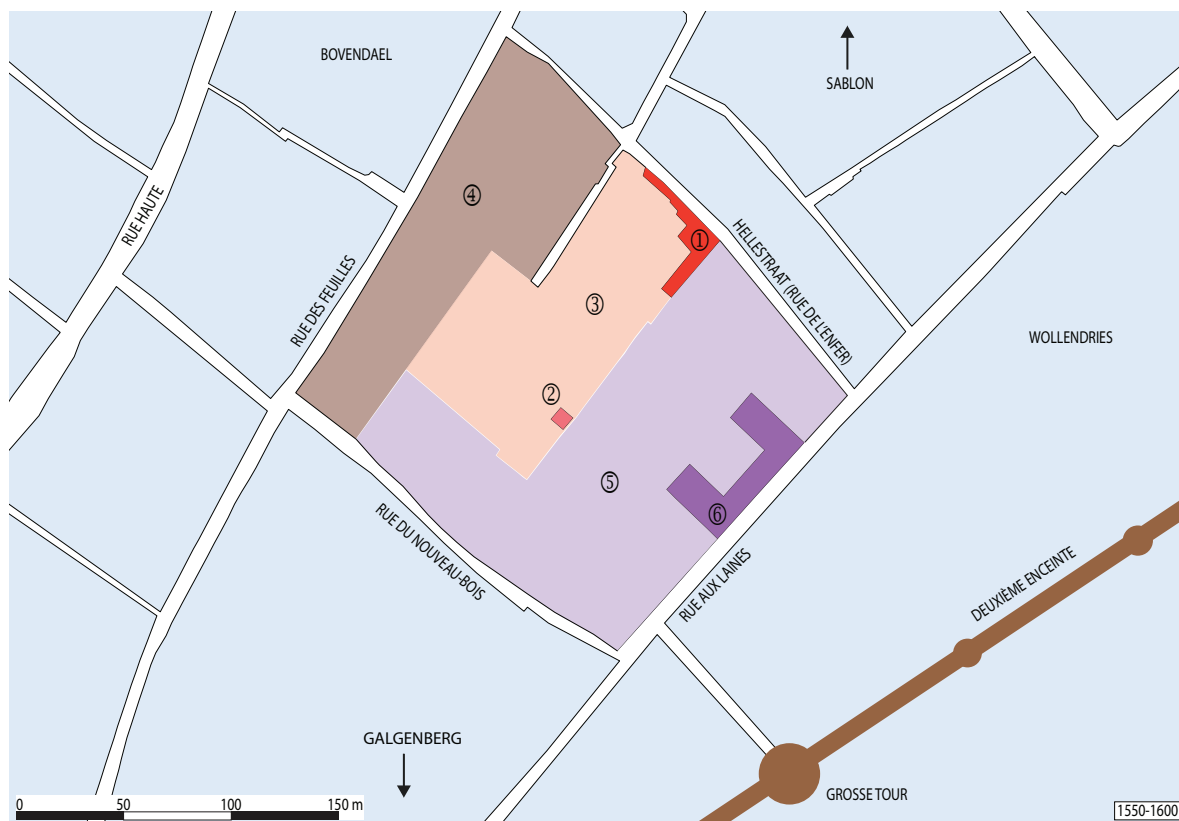 BOVENDAEL
SABLON
RUE HAUTE
④
①
HELLESTRAAT (RUE DE L'ENFER)
RUE DES FEUILLES
③
WOLLENDRIES
②
⑤
⑥
RUE DU NOUVEAU-BOIS
RUE AUX LAINES
DEUXIÈME ENCEINTE
GALGENBERG
GROSSE TOUR
0 50 100 150 m
1550-1600